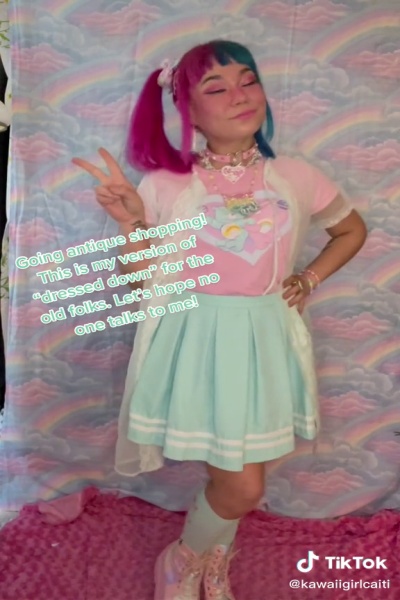 Going antique shopping!
This is my version of
"dressed down" for the
old folks. Let's hope no
one talks to me!
TikTok
@kawaiigirlcaiti